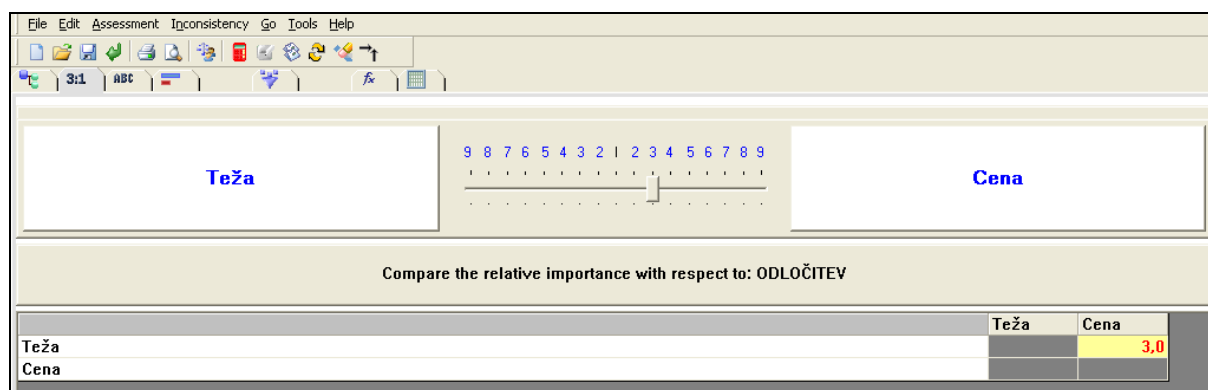 File Edit Assessment Inconsistency Go Tools Help
3:1 ABC fx
Teža 9 8 7 6 5 4 3 2 1 2 3 4 5 6 7 8 9 Cena
Compare the relative importance with respect to: ODLOČITEV
Teža Cena
Teža 3,0
Cena